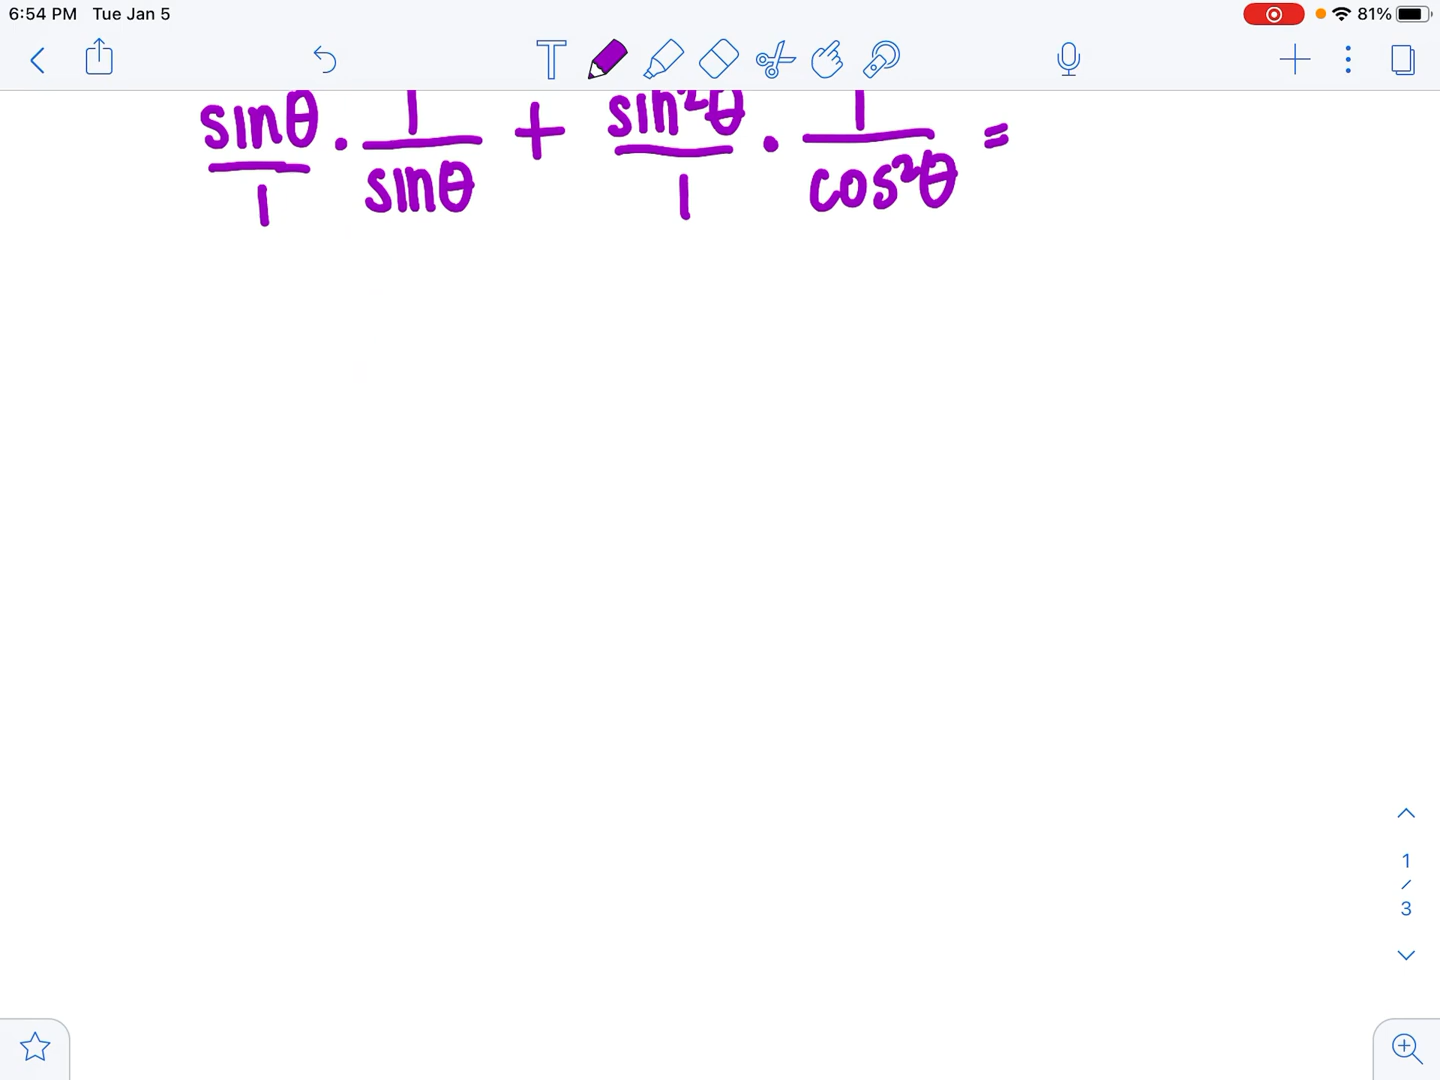 6:54 PM Tue Jan 5 81%
T
sinθ/1 · 1/sinθ + sin²θ/1 · 1/cos²θ =
1
/
3